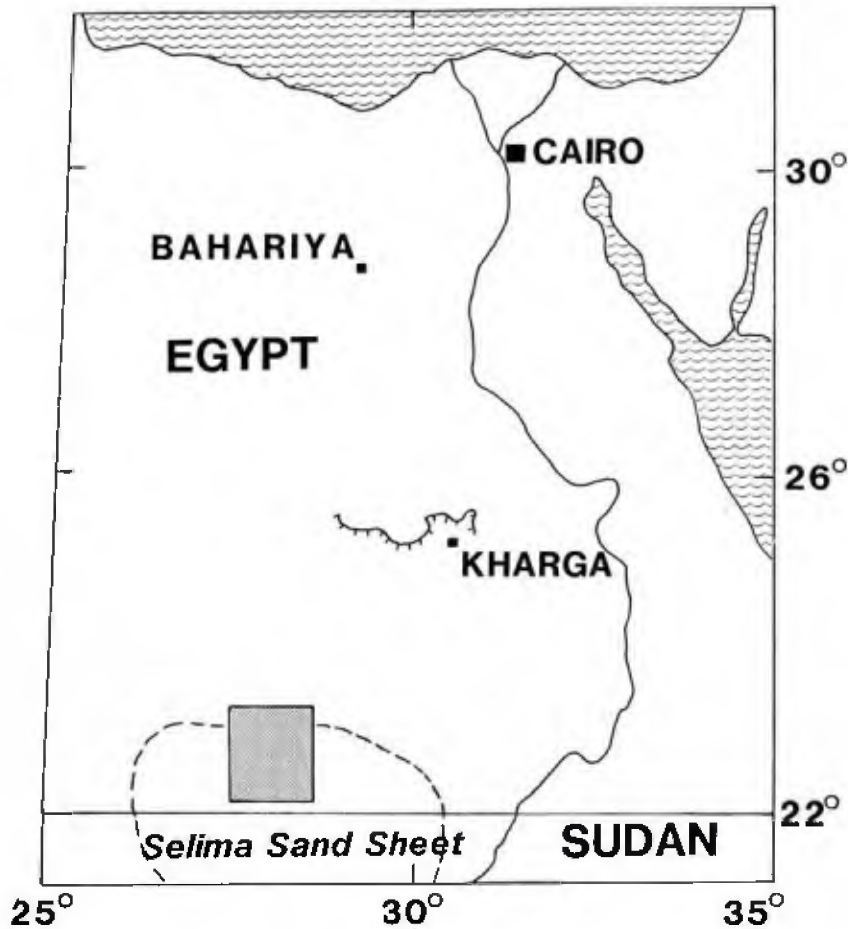 CAIRO
30°
BAHARIYA
EGYPT
26°
KHARGA
22°
Selima Sand Sheet
SUDAN
25°
30°
35°